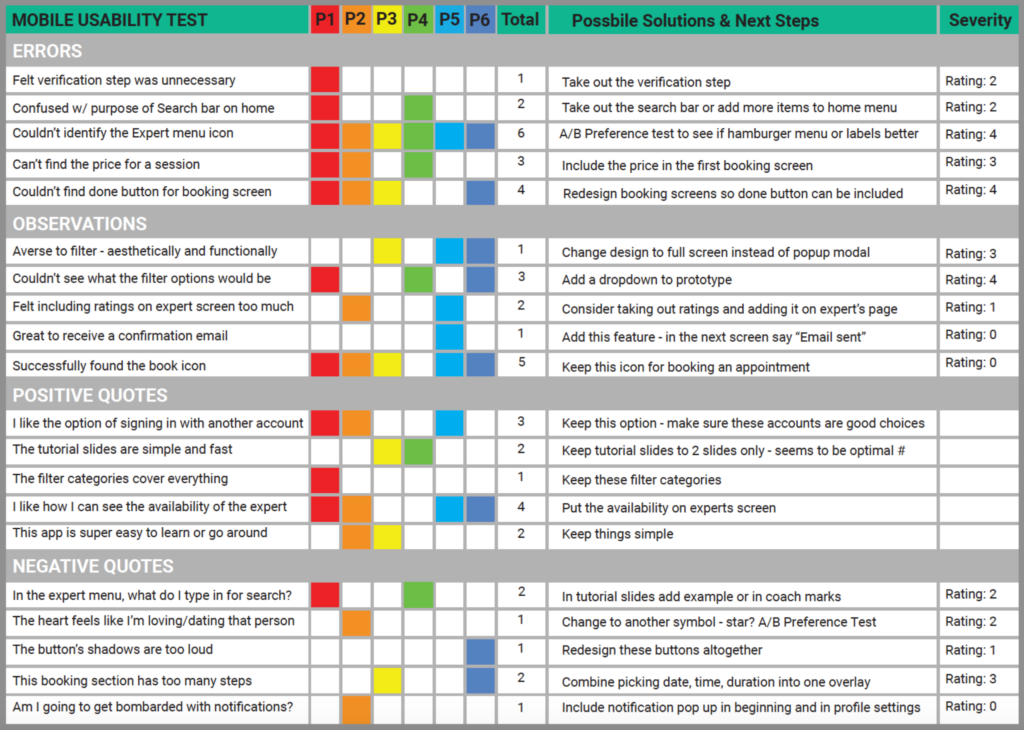 MOBILE USABILITY TEST P1 P2 P3 P4 P5 P6 Total Possbile Solutions & Next Steps Severity
ERRORS
Felt verification step was unnecessary 1 Take out the verification step Rating: 2
Confused w/ purpose of Search bar on home 2 Take out the search bar or add more items to home menu Rating: 2
Couldn't identify the Expert menu icon 6 A/B Preference test to see if hamburger menu or labels better Rating: 4
Can't find the price for a session 3 Include the price in the first booking screen Rating: 3
Couldn't find done button for booking screen 4 Redesign booking screens so done button can be included Rating: 4
OBSERVATIONS
Averse to filter - aesthetically and functionally 1 Change design to full screen instead of popup modal Rating: 3
Couldn't see what the filter options would be 3 Add a dropdown to prototype Rating: 4
Felt including ratings on expert screen too much 2 Consider taking out ratings and adding it on expert's page Rating: 1
Great to receive a confirmation email 1 Add this feature - in the next screen say “Email sent” Rating: 0
Successfully found the book icon 5 Keep this icon for booking an appointment Rating: 0
POSITIVE QUOTES
I like the option of signing in with another account 3 Keep this option - make sure these accounts are good choices
The tutorial slides are simple and fast 2 Keep tutorial slides to 2 slides only - seems to be optimal #
The filter categories cover everything 1 Keep these filter categories
I like how I can see the availability of the expert 4 Put the availability on experts screen
This app is super easy to learn or go around 2 Keep things simple
NEGATIVE QUOTES
In the expert menu, what do I type in for search? 2 In tutorial slides add example or in coach marks Rating: 2
The heart feels like I'm loving/dating that person 1 Change to another symbol - star? A/B Preference Test Rating: 2
The button's shadows are too loud 1 Redesign these buttons altogether Rating: 1
This booking section has too many steps 2 Combine picking date, time, duration into one overlay Rating: 3
Am I going to get bombarded with notifications? 1 Include notification pop up in beginning and in profile settings Rating: 0